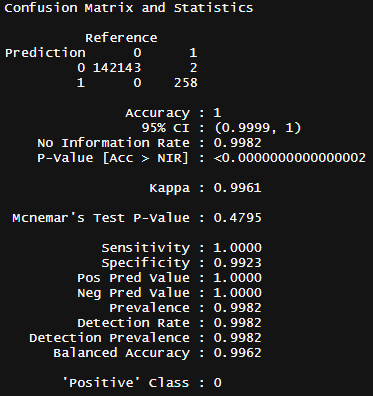 Confusion Matrix and Statistics
Reference
Prediction 0 1
0 142143 2
1 0 258
Accuracy : 1
95% CI : (0.9999, 1)
No Information Rate : 0.9982
P-Value [Acc > NIR] : <0.0000000000000002
Kappa : 0.9961
Mcnemar's Test P-Value : 0.4795
Sensitivity : 1.0000
Specificity : 0.9923
Pos Pred Value : 1.0000
Neg Pred Value : 1.0000
Prevalence : 0.9982
Detection Rate : 0.9982
Detection Prevalence : 0.9982
Balanced Accuracy : 0.9962
'Positive' Class : 0